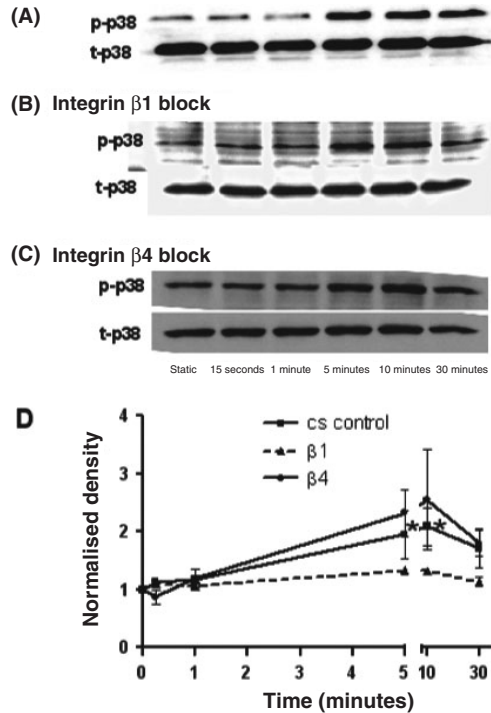 (A)
p-p38
t-p38
(B) Integrin β1 block
p-p38
t-p38
(C) Integrin β4 block
p-p38
t-p38
Static 15 seconds 1 minute 5 minutes 10 minutes 30 minutes
D
4
3
2
1
0
Normalised density
cs control
β1
β4
* *
0 1 2 3 4 5 10 30
Time (minutes)